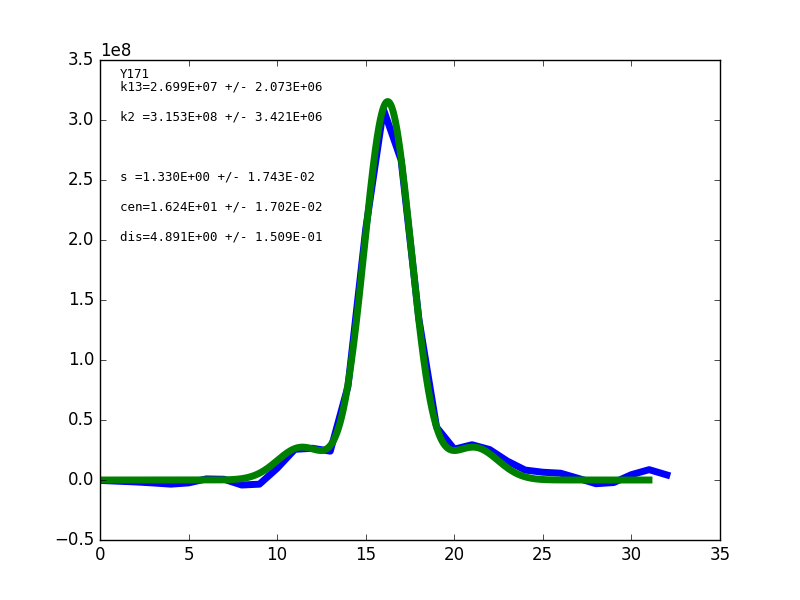 1e8
3.5
3.0
2.5
2.0
1.5
1.0
0.5
0.0
−0.5
Y171
k13=2.699E+07 +/- 2.073E+06
k2 =3.153E+08 +/- 3.421E+06
s =1.330E+00 +/- 1.743E-02
cen=1.624E+01 +/- 1.702E-02
dis=4.891E+00 +/- 1.509E-01
0 5 10 15 20 25 30 35